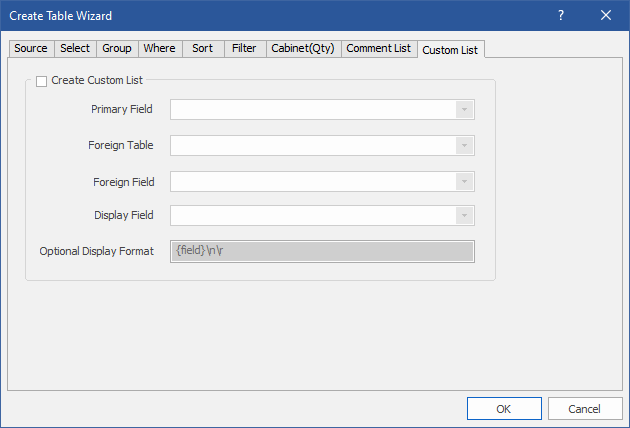 Create Table Wizard ?
Source Select Group Where Sort Filter Cabinet(Qty) Comment List Custom List
Create Custom List
Primary Field
Foreign Table
Foreign Field
Display Field
Optional Display Format {field}\n\r
OK Cancel